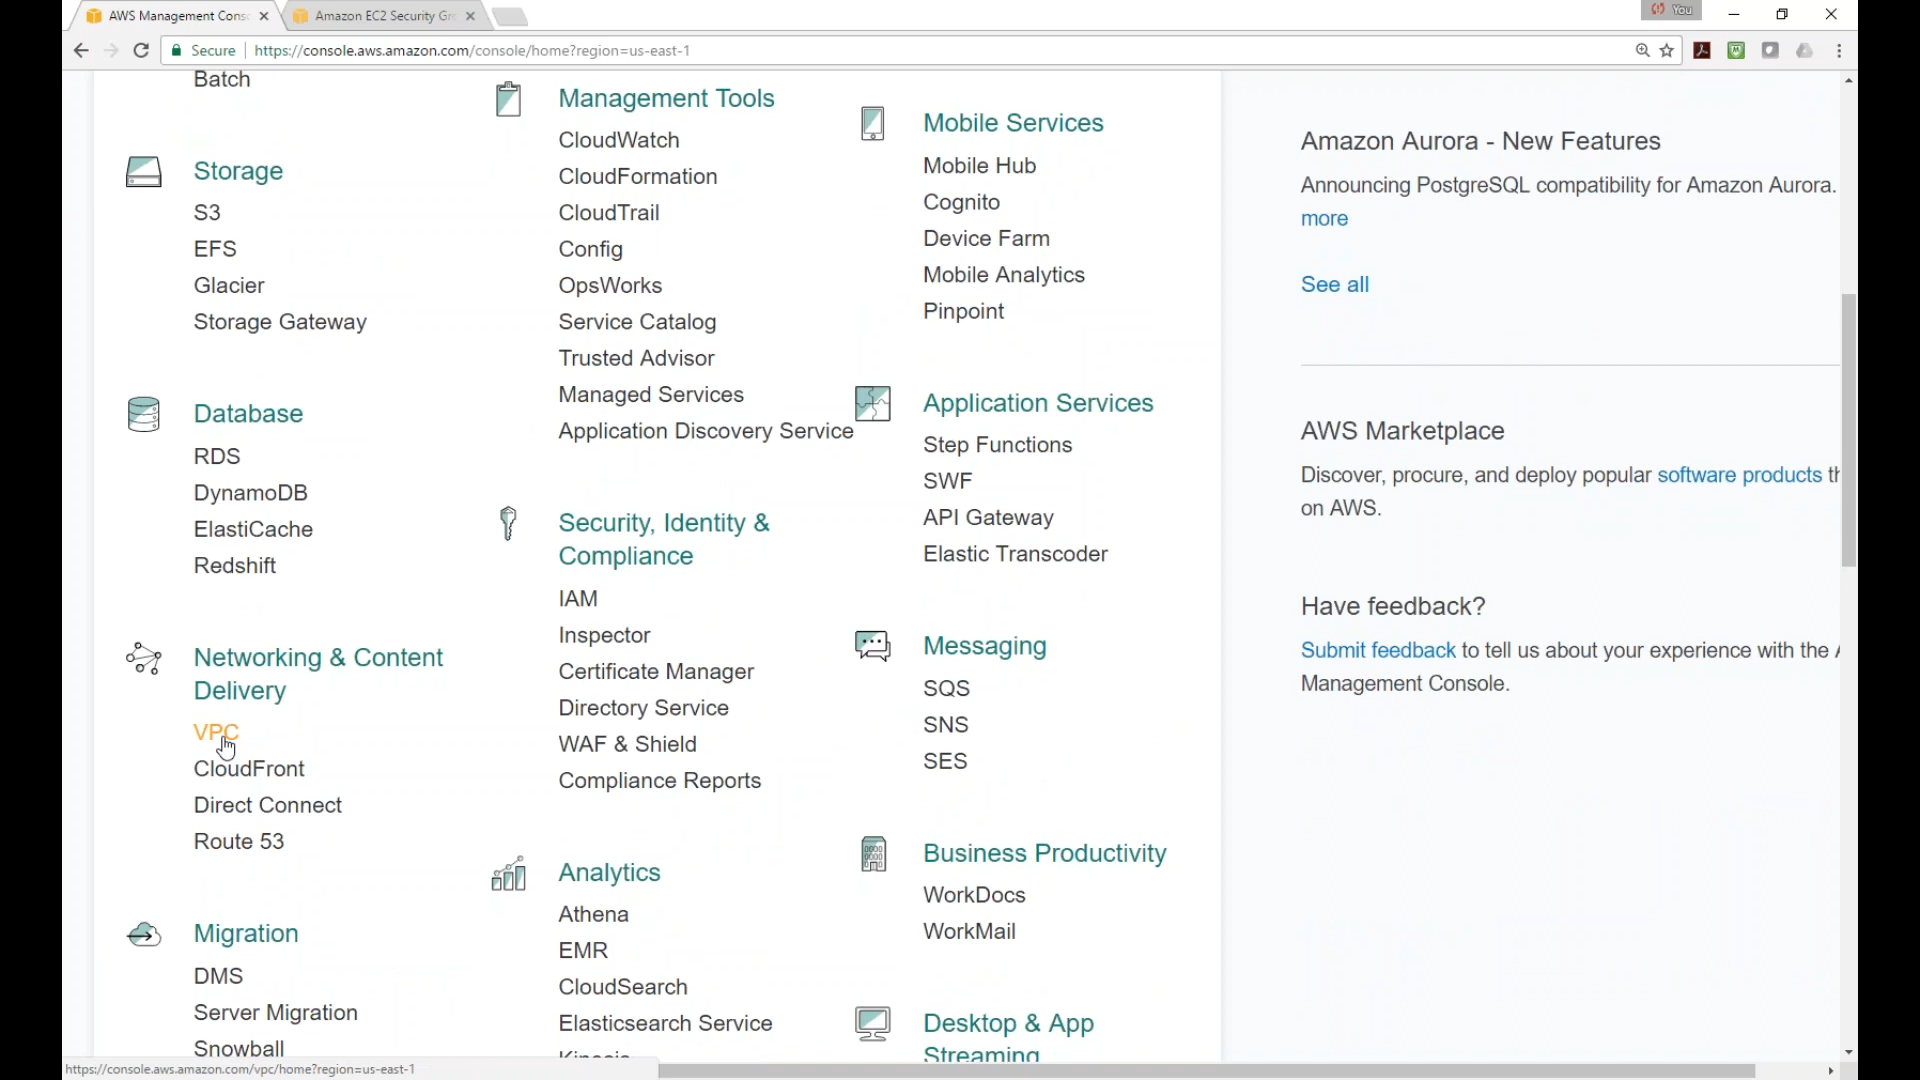 AWS Management Cons
Amazon EC2 Security Gr
You
Secure
https://console.aws.amazon.com/console/home?region=us-east-1
Batch
Storage
S3
EFS
Glacier
Storage Gateway
Database
RDS
DynamoDB
ElastiCache
Redshift
Networking & Content
Delivery
VPC
CloudFront
Direct Connect
Route 53
Migration
DMS
Server Migration
Snowball
Management Tools
CloudWatch
CloudFormation
CloudTrail
Config
OpsWorks
Service Catalog
Trusted Advisor
Managed Services
Application Discovery Service
Security, Identity &
Compliance
IAM
Inspector
Certificate Manager
Directory Service
WAF & Shield
Compliance Reports
Analytics
Athena
EMR
CloudSearch
Elasticsearch Service
Kinesis
Mobile Services
Mobile Hub
Cognito
Device Farm
Mobile Analytics
Pinpoint
Application Services
Step Functions
SWF
API Gateway
Elastic Transcoder
Messaging
SQS
SNS
SES
Business Productivity
WorkDocs
WorkMail
Desktop & App
Streaming
Amazon Aurora - New Features
Announcing PostgreSQL compatibility for Amazon Aurora.
more
See all
AWS Marketplace
Discover, procure, and deploy popular software products th
on AWS.
Have feedback?
Submit feedback to tell us about your experience with the A
Management Console.
https://console.aws.amazon.com/vpc/home?region=us-east-1